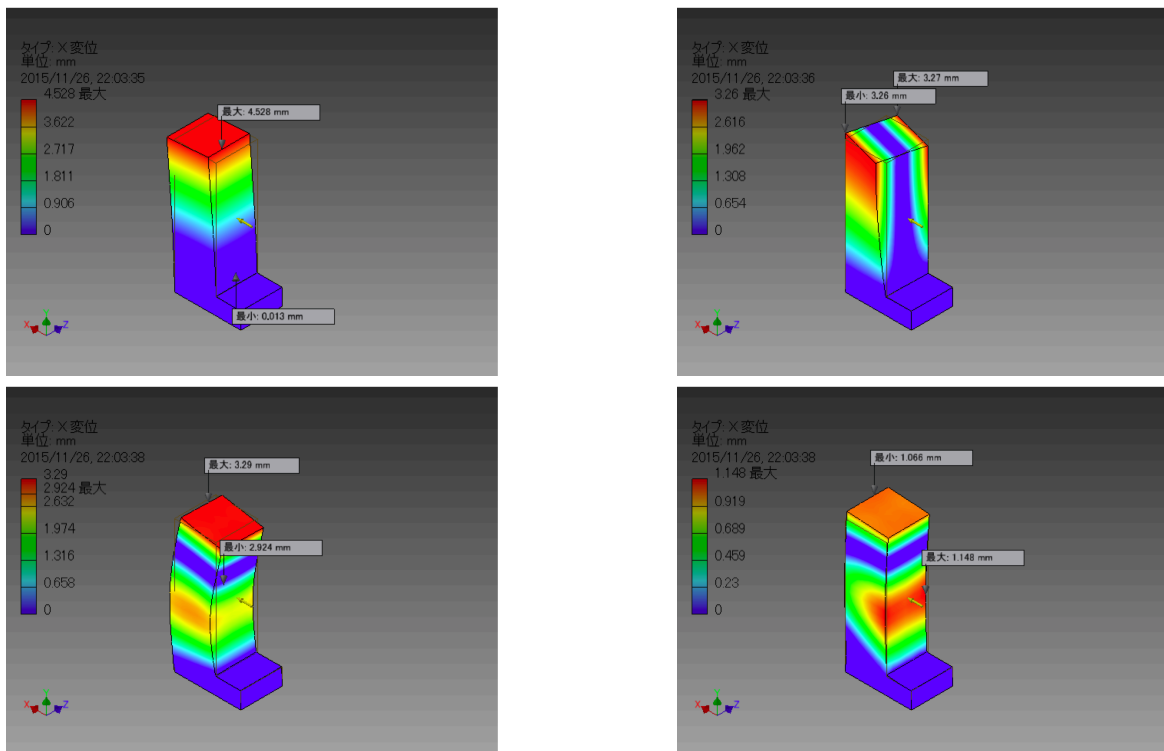 タイプ: X 変位
単位: mm
2015/11/26, 22:03:35
4.528 最大
3.622
2.717
1.811
0.906
0
最大: 4.528 mm
最小: 0.013 mm
X
Y
Z
タイプ: X 変位
単位: mm
2015/11/26, 22:03:36
3.26 最大
2.616
1.962
1.308
0.654
0
最大: 3.27 mm
最小: 3.26 mm
X
Y
Z
タイプ: X 変位
単位: mm
2015/11/26, 22:03:38
3.29
2.924 最大
2.632
1.974
1.316
0.658
0
最大: 3.29 mm
最小: 2.924 mm
X
Y
Z
タイプ: X 変位
単位: mm
2015/11/26, 22:03:38
1.148 最大
0.919
0.689
0.459
0.23
0
最小: 1.066 mm
最大: 1.148 mm
X
Y
Z